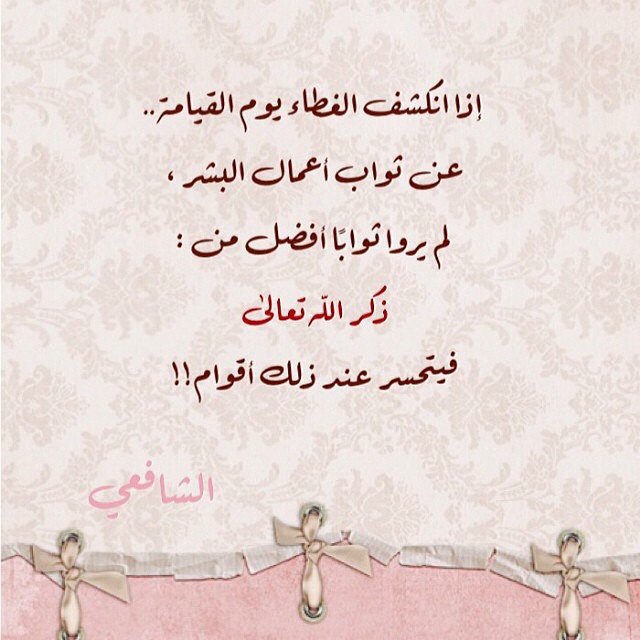 إذا انكشف الغطاء يوم القيامة..
عن ثواب أعمال البشر ،
لم يروا ثوابًا أفضل من :
ذكر الله تعالى
فيتحسر عند ذلك أقوام!!
الشافعي